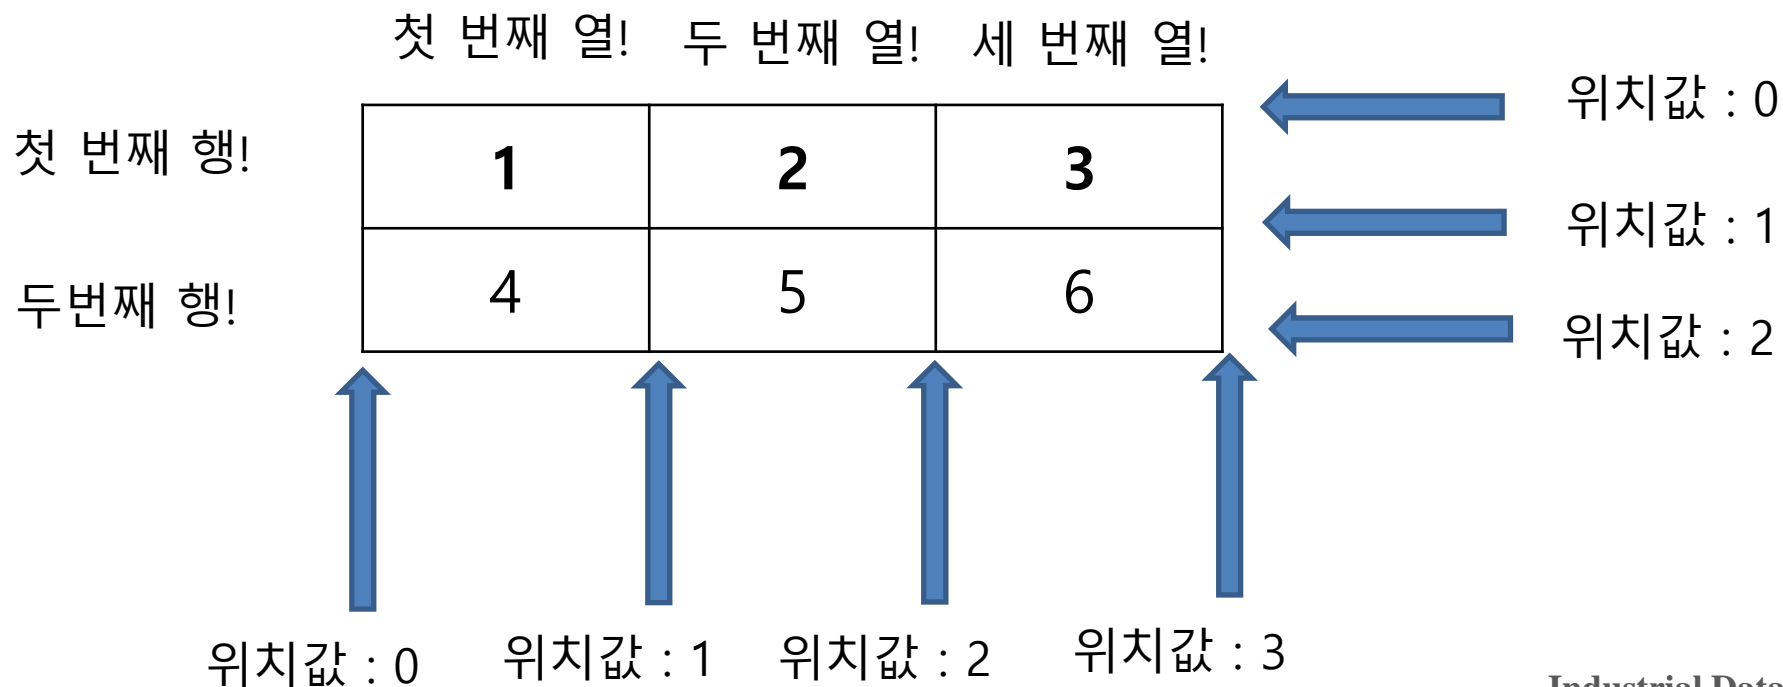 첫 번째 열! 두 번째 열! 세 번째 열!
위치값 : 0
첫 번째 행! 1 2 3
위치값 : 1
두번째 행! 4 5 6
위치값 : 2
위치값 : 0 위치값 : 1 위치값 : 2 위치값 : 3
Industrial Data